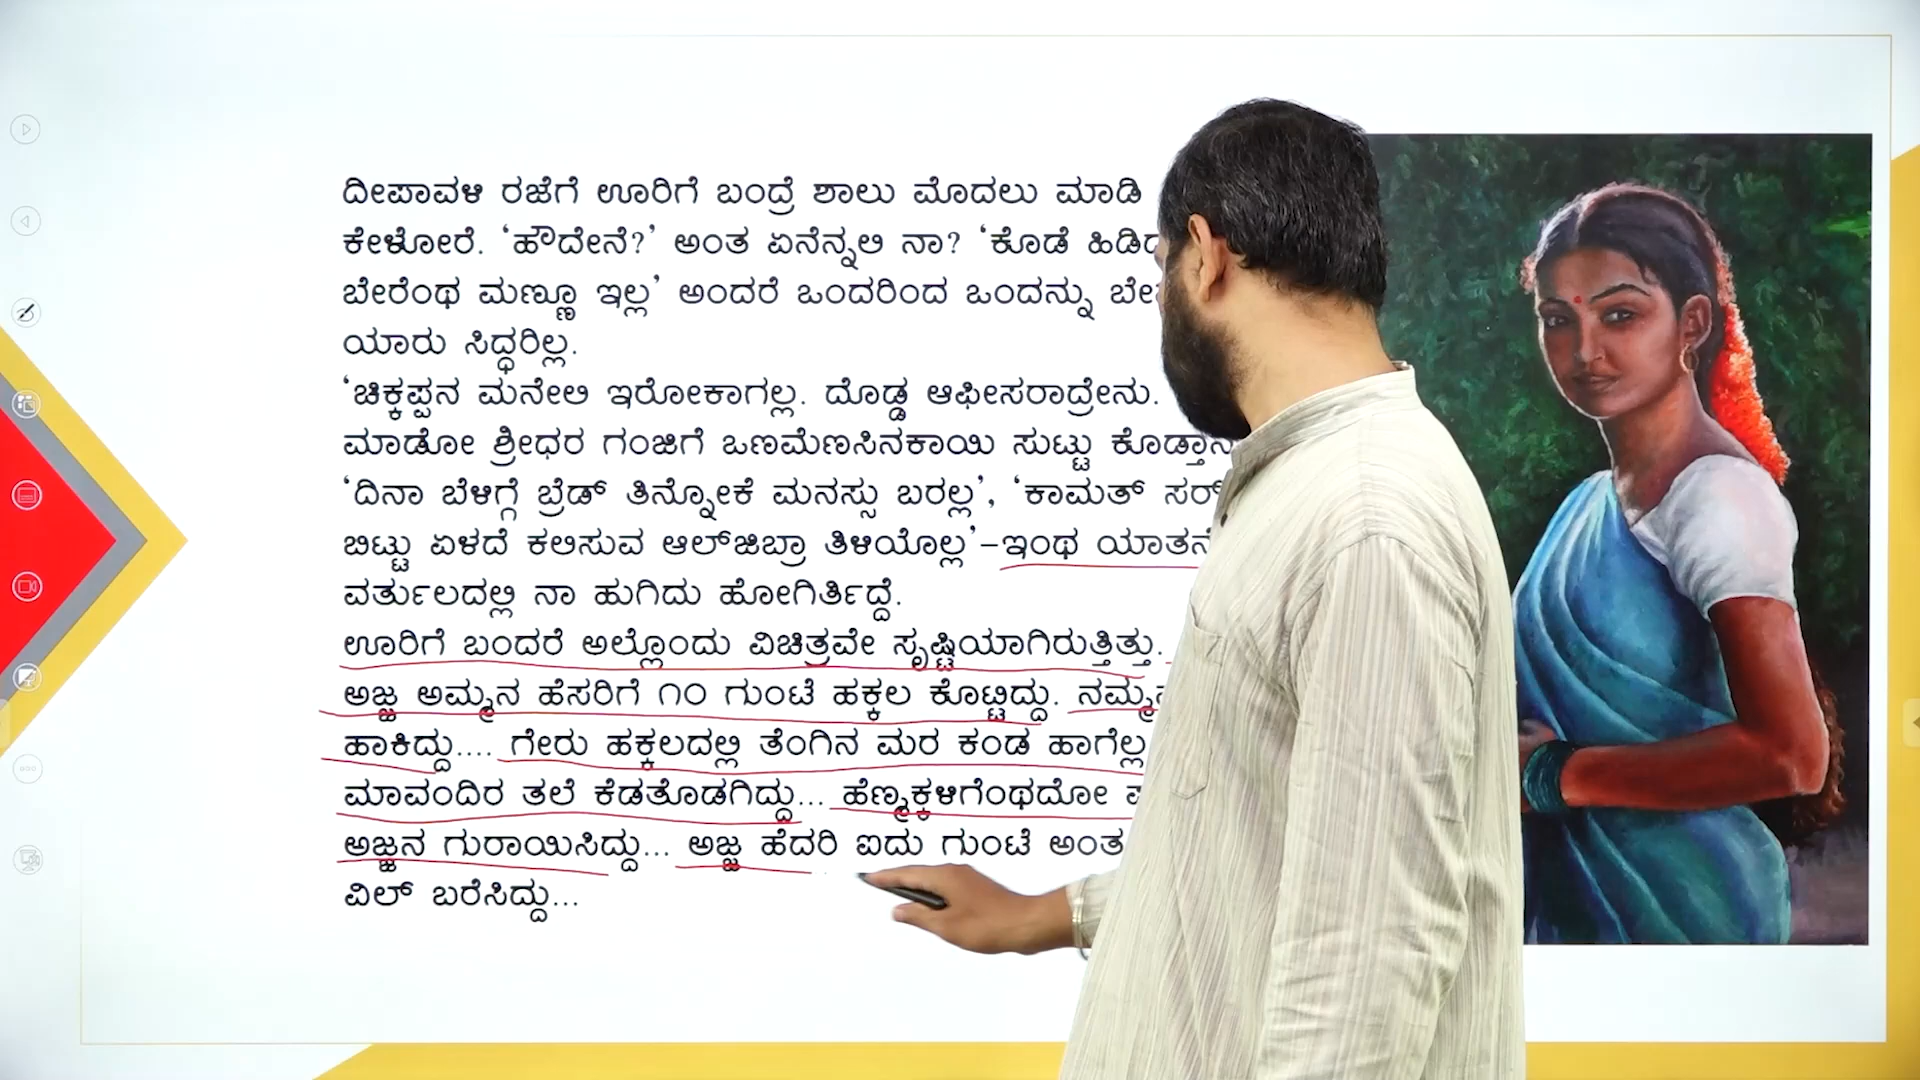 ದೀಪಾವಳಿ ರಜೆಗೆ ಊರಿಗೆ ಬಂದ್ರೆ ಶಾಲು ಮೊದಲು ಮಾಡಿ
ಕೇಳೋರೆ. ‘ಹೌದೇನೆ?’ ಅಂತ ಏನೆನ್ನಲಿ ನಾ? ‘ಕೊಡೆ
ಬೇರೆಂಥ ಮಣ್ಣೂ ಇಲ್ಲ’ ಅಂದರೆ ಒಂದರಿಂದ ಒಂದನ್ನು
ಯಾರು ಸಿದ್ಧರಿಲ್ಲ.
‘ಚಿಕ್ಕಪ್ಪನ ಮನೇಲಿ ಇರೋಕಾಗಲ್ಲ. ದೊಡ್ಡ ಆಫೀಸರಾದ್ರೇನು.
ಮಾಡೋ ಶ್ರೀಧರ ಗಂಜಿಗೆ ಒಣಮೆಣಸಿನಕಾಯಿ ಸುಟ್ಟು
‘ದಿನಾ ಬೆಳಿಗ್ಗೆ ಬ್ರೆಡ್ ತಿನ್ನೋಕೆ ಮನಸ್ಸು ಬರಲ್ಲ’, ‘ಕಾಮತ್ ಸರ್
ಬಿಟ್ಟು ಏಳದೆ ಕಲಿಸುವ ಆಲ್‌ಜಿಬ್ರಾ ತಿಳಿಯೊಲ್ಲ’–ಇಂಥ
ವರ್ತುಲದಲ್ಲಿ ನಾ ಹುಗಿದು ಹೋಗಿರ್ತಿದ್ದೆ.
ಊರಿಗೆ ಬಂದರೆ ಅಲ್ಲೊಂದು ವಿಚಿತ್ರವೇ ಸೃಷ್ಟಿಯಾಗಿರುತ್ತಿತ್ತು.
ಅಜ್ಜ ಅಮ್ಮನ ಹೆಸರಿಗೆ ೧೦ ಗುಂಟೆ ಹಕ್ಕಲ ಕೊಟ್ಟಿದ್ದು.
ಹಾಕಿದ್ದು.... ಗೇರು ಹಕ್ಕಲದಲ್ಲಿ ತೆಂಗಿನ ಮರ ಕಂಡ ಹಾಗೆಲ್ಲ
ಮಾವಂದಿರ ತಲೆ ಕೆಡತೊಡಗಿದ್ದು... ಹೆಣ್ಮಕ್ಕಳಿಗೆಂಥದೋ
ಅಜ್ಜನ ಗುರಾಯಿಸಿದ್ದು... ಅಜ್ಜ ಹೆದರಿ ಐದು ಗುಂಟೆ ಅಂತ
ವಿಲ್ ಬರೆಸಿದ್ದು...